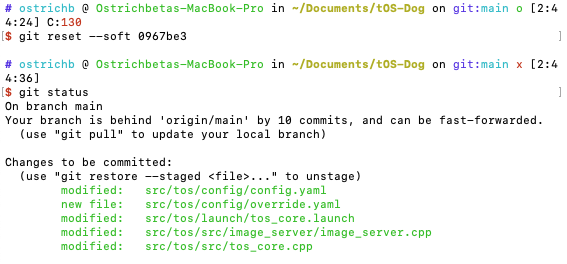 # ostrichb @ Ostrichbetas-MacBook-Pro in ~/Documents/tOS-Dog on git:main o [2:4
4:24] C:130
[$ git reset --soft 0967be3 ]
# ostrichb @ Ostrichbetas-MacBook-Pro in ~/Documents/tOS-Dog on git:main x [2:4
4:36]
[$ git status ]
On branch main
Your branch is behind 'origin/main' by 10 commits, and can be fast-forwarded.
(use "git pull" to update your local branch)
Changes to be committed:
(use "git restore --staged <file>..." to unstage)
modified: src/tos/config/config.yaml
new file: src/tos/config/override.yaml
modified: src/tos/launch/tos_core.launch
modified: src/tos/src/image_server/image_server.cpp
modified: src/tos/src/tos_core.cpp